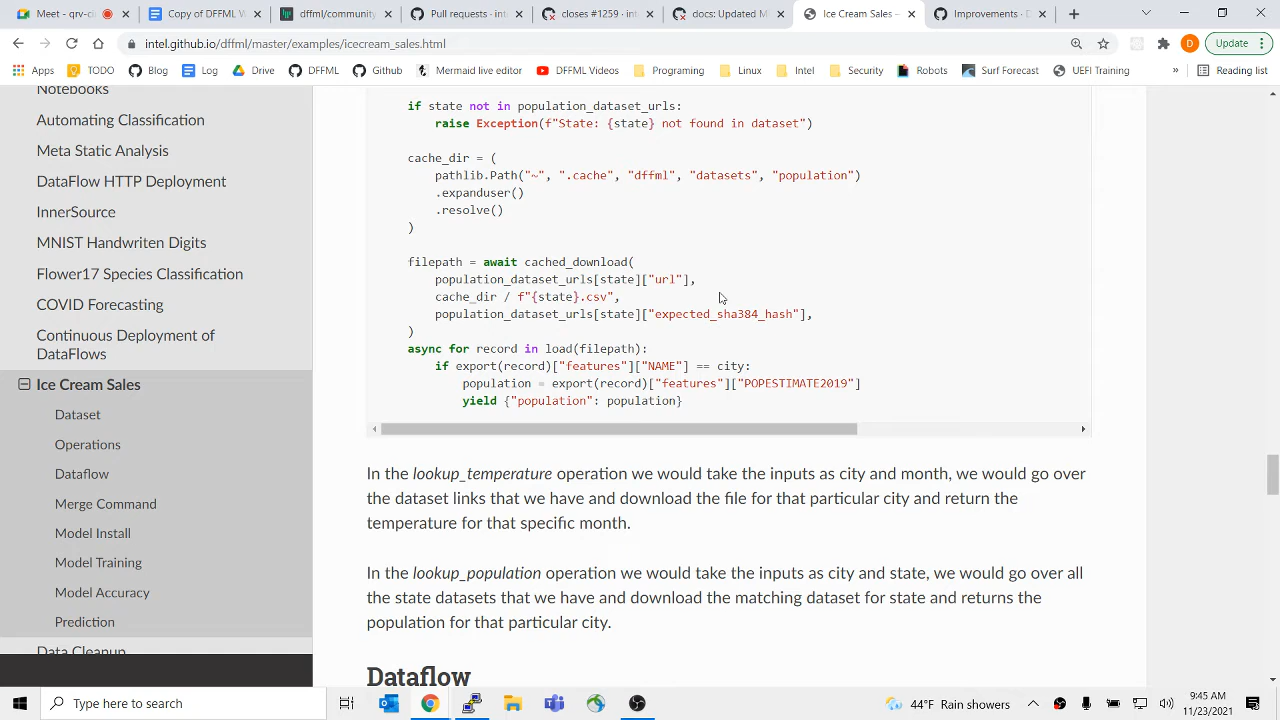 Meet - qrv-ci
Copy of DFFML V
dffml/community
Pull requests · int
closes #1259 · int
docs: Updated M
Ice Cream Sales —
Improvements · D
intel.github.io/dffml/master/examples/icecream_sales.html
D
Update
Apps
TODO
Blog
Log
Drive
DFFML
Github
Mermaid live editor
DFFML Videos
Programing
Linux
Intel
Security
Robots
Surf Forecast
UEFI Training
»
Reading list
Notebooks
Automating Classification
Meta Static Analysis
DataFlow HTTP Deployment
InnerSource
MNIST Handwriten Digits
Flower17 Species Classification
COVID Forecasting
Continuous Deployment of
DataFlows
Ice Cream Sales
Dataset
Operations
Dataflow
Merge Command
Model Install
Model Training
Model Accuracy
Prediction
Data Cleanup
if state not in population_dataset_urls:
raise Exception(f"State: {state} not found in dataset")
cache_dir = (
pathlib.Path("~", ".cache", "dffml", "datasets", "population")
.expanduser()
.resolve()
)
filepath = await cached_download(
population_dataset_urls[state]["url"],
cache_dir / f"{state}.csv",
population_dataset_urls[state]["expected_sha384_hash"],
)
async for record in load(filepath):
if export(record)["features"]["NAME"] == city:
population = export(record)["features"]["POPESTIMATE2019"]
yield {"population": population}
In the lookup_temperature operation we would take the inputs as city and month, we would go over
the dataset links that we have and download the file for that particular city and return the
temperature for that specific month.
In the lookup_population operation we would take the inputs as city and state, we would go over all
the state datasets that we have and download the matching dataset for state and returns the
population for that particular city.
Dataflow
Type here to search
44°F Rain showers
9:45 AM
11/23/2021